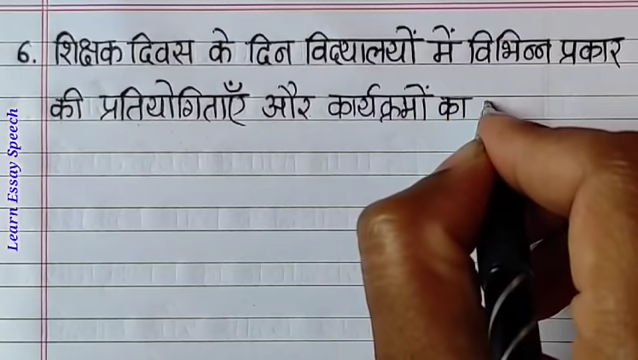 6. शिक्षक दिवस के दिन विद्यालयों में विभिन्न प्रकार
की प्रतियोगिताएँ और कार्यक्रमों का
Learn Essay Speech